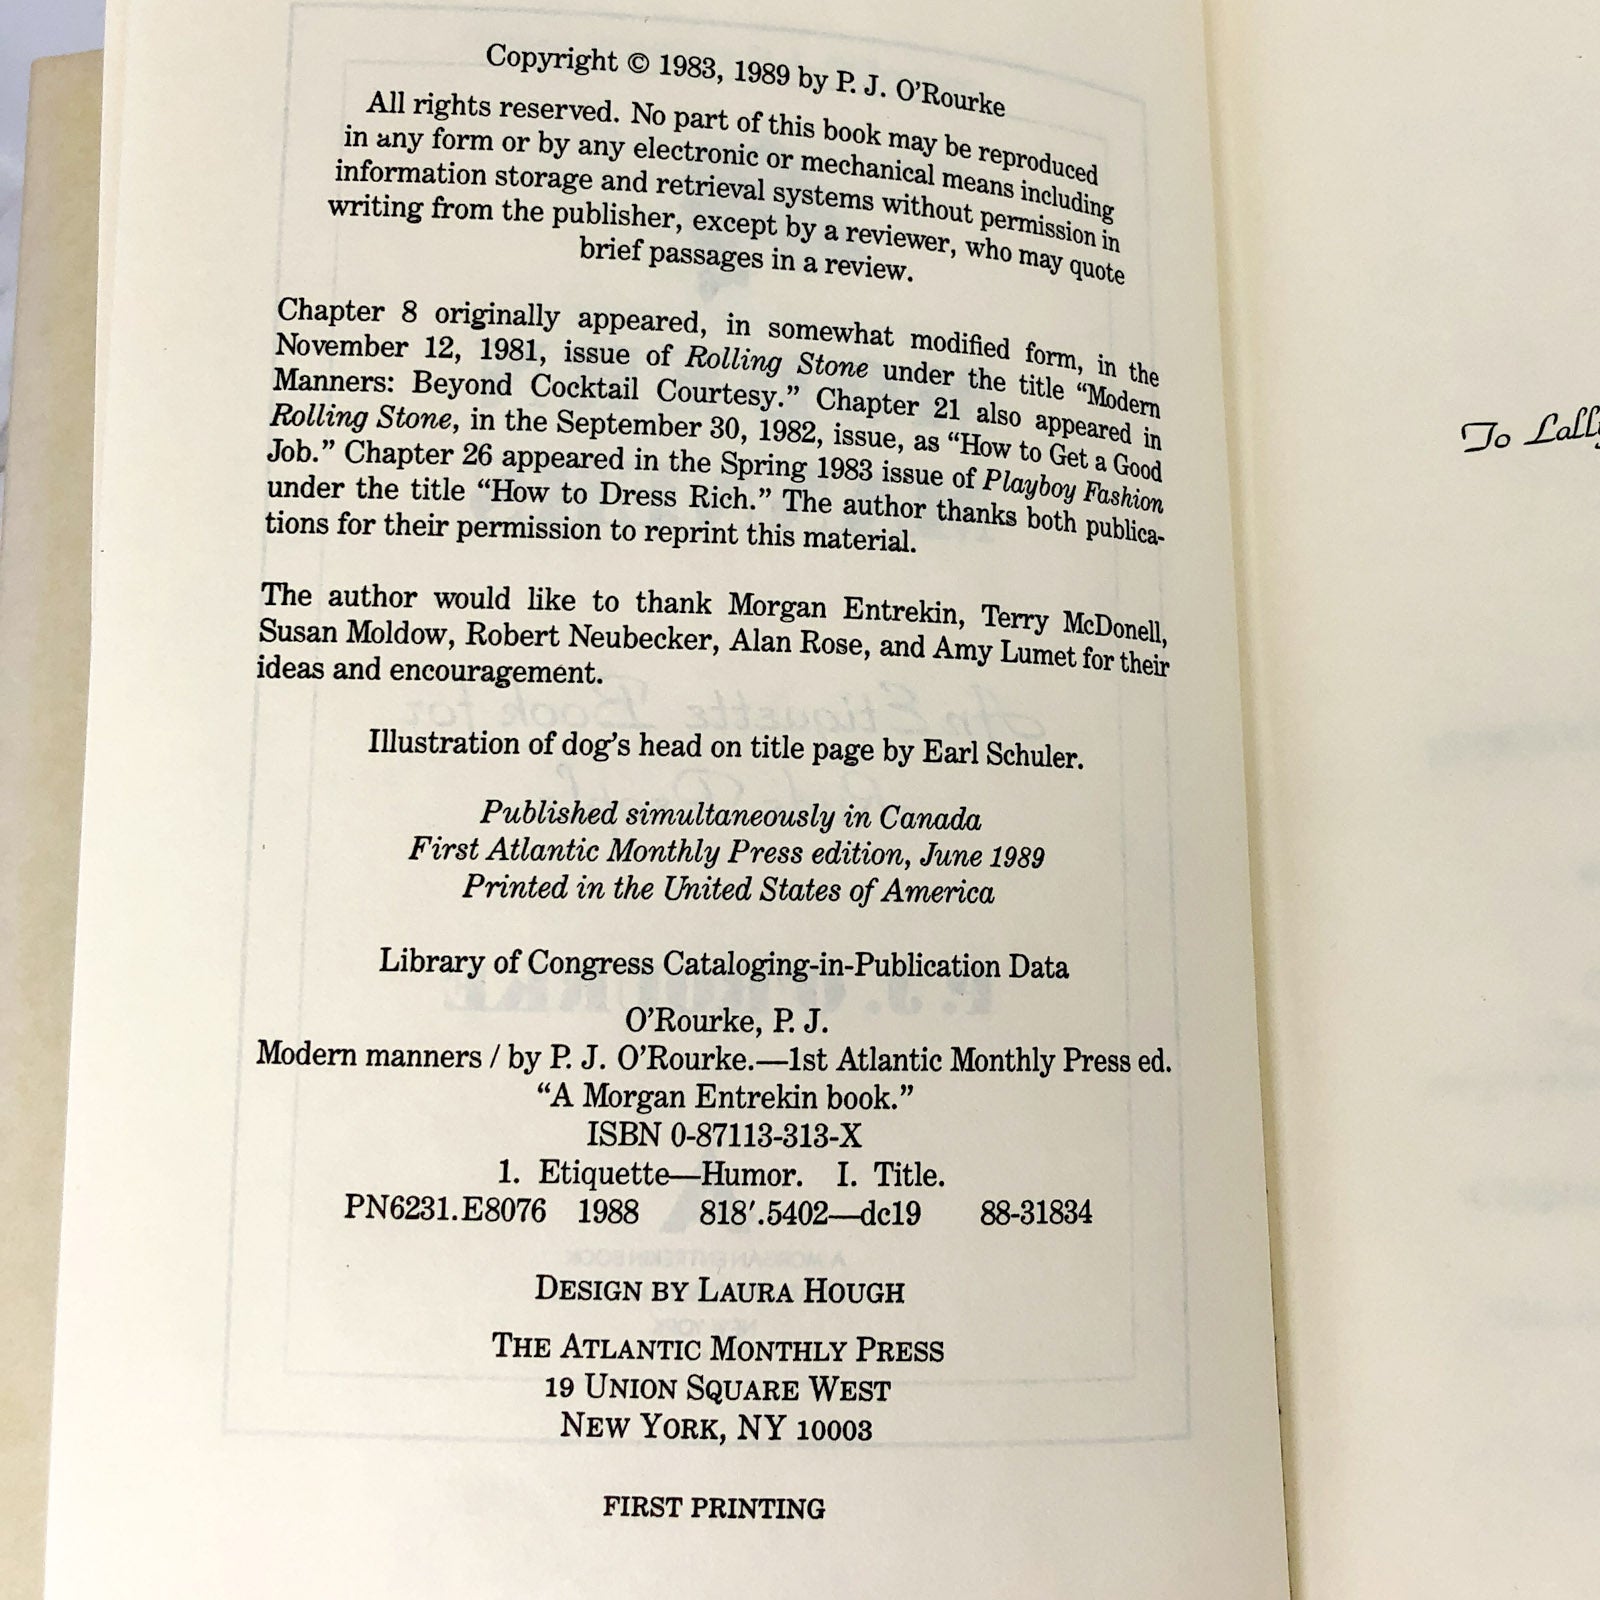 Copyright © 1983, 1989 by P. J. O'Rourke
All rights reserved. No part of this book may be reproduced
in any form or by any electronic or mechanical means including
information storage and retrieval systems without permission in
writing from the publisher, except by a reviewer, who may quote
brief passages in a review.
Chapter 8 originally appeared, in somewhat modified form, in the
November 12, 1981, issue of Rolling Stone under the title “Modern
Manners: Beyond Cocktail Courtesy.” Chapter 21 also appeared in
Rolling Stone, in the September 30, 1982, issue, as “How to Get a Good
Job.” Chapter 26 appeared in the Spring 1983 issue of Playboy Fashion
under the title “How to Dress Rich.” The author thanks both publica-
tions for their permission to reprint this material.
The author would like to thank Morgan Entrekin, Terry McDonell,
Susan Moldow, Robert Neubecker, Alan Rose, and Amy Lumet for their
ideas and encouragement.
Illustration of dog's head on title page by Earl Schuler.
Published simultaneously in Canada
First Atlantic Monthly Press edition, June 1989
Printed in the United States of America
Library of Congress Cataloging-in-Publication Data
O'Rourke, P. J.
Modern manners / by P. J. O'Rourke.—1st Atlantic Monthly Press ed.
“A Morgan Entrekin book.”
ISBN 0-87113-313-X
1. Etiquette—Humor. I. Title.
PN6231.E8076 1988 818′.5402—dc19 88-31834
DESIGN BY LAURA HOUGH
THE ATLANTIC MONTHLY PRESS
19 UNION SQUARE WEST
NEW YORK, NY 10003
FIRST PRINTING
To Lally